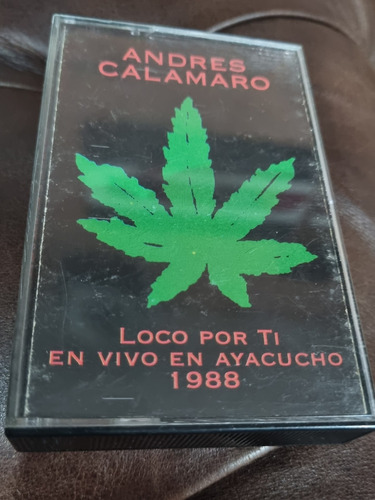 ANDRES
CALAMARO
LOCO POR TI
EN VIVO EN AYACUCHO
1988